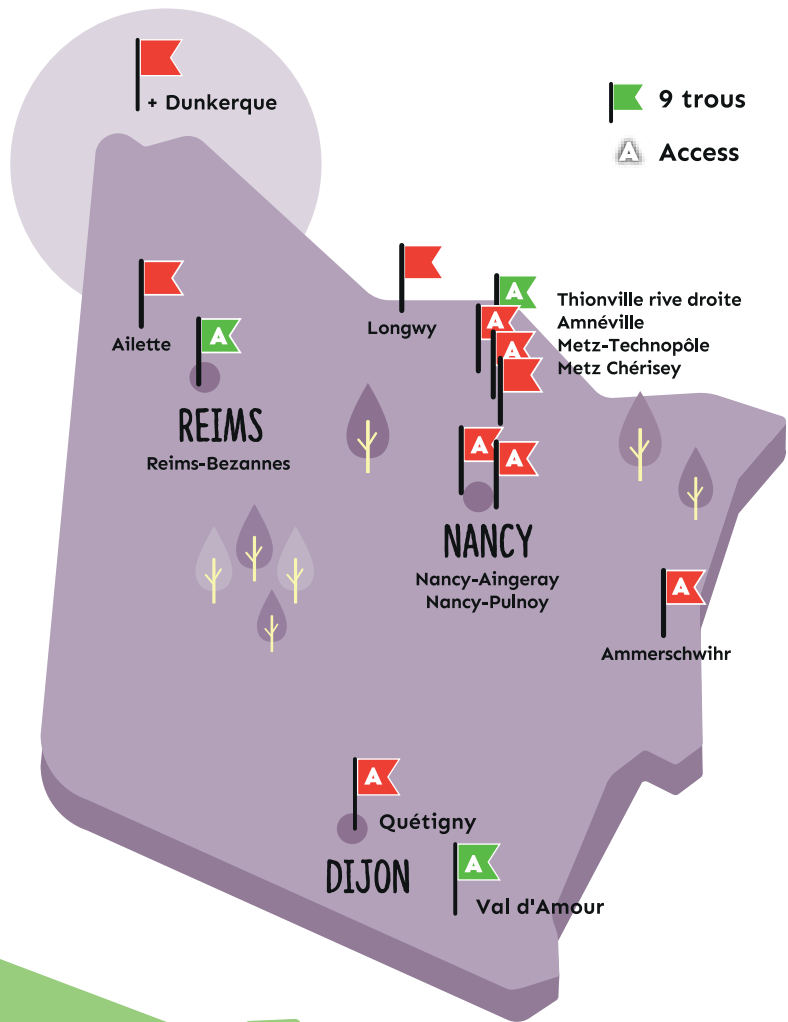 + Dunkerque
9 trous
A Access
A
Thionville rive droite
A
Amnéville
A
Metz-Technopôle
Metz Chérisey
Longwy
Ailette
A
REIMS
Reims-Bezannes
A
A
NANCY
Nancy-Aingeray
Nancy-Pulnoy
A
Ammerschwihr
A
Quétigny
DIJON
A
Val d'Amour